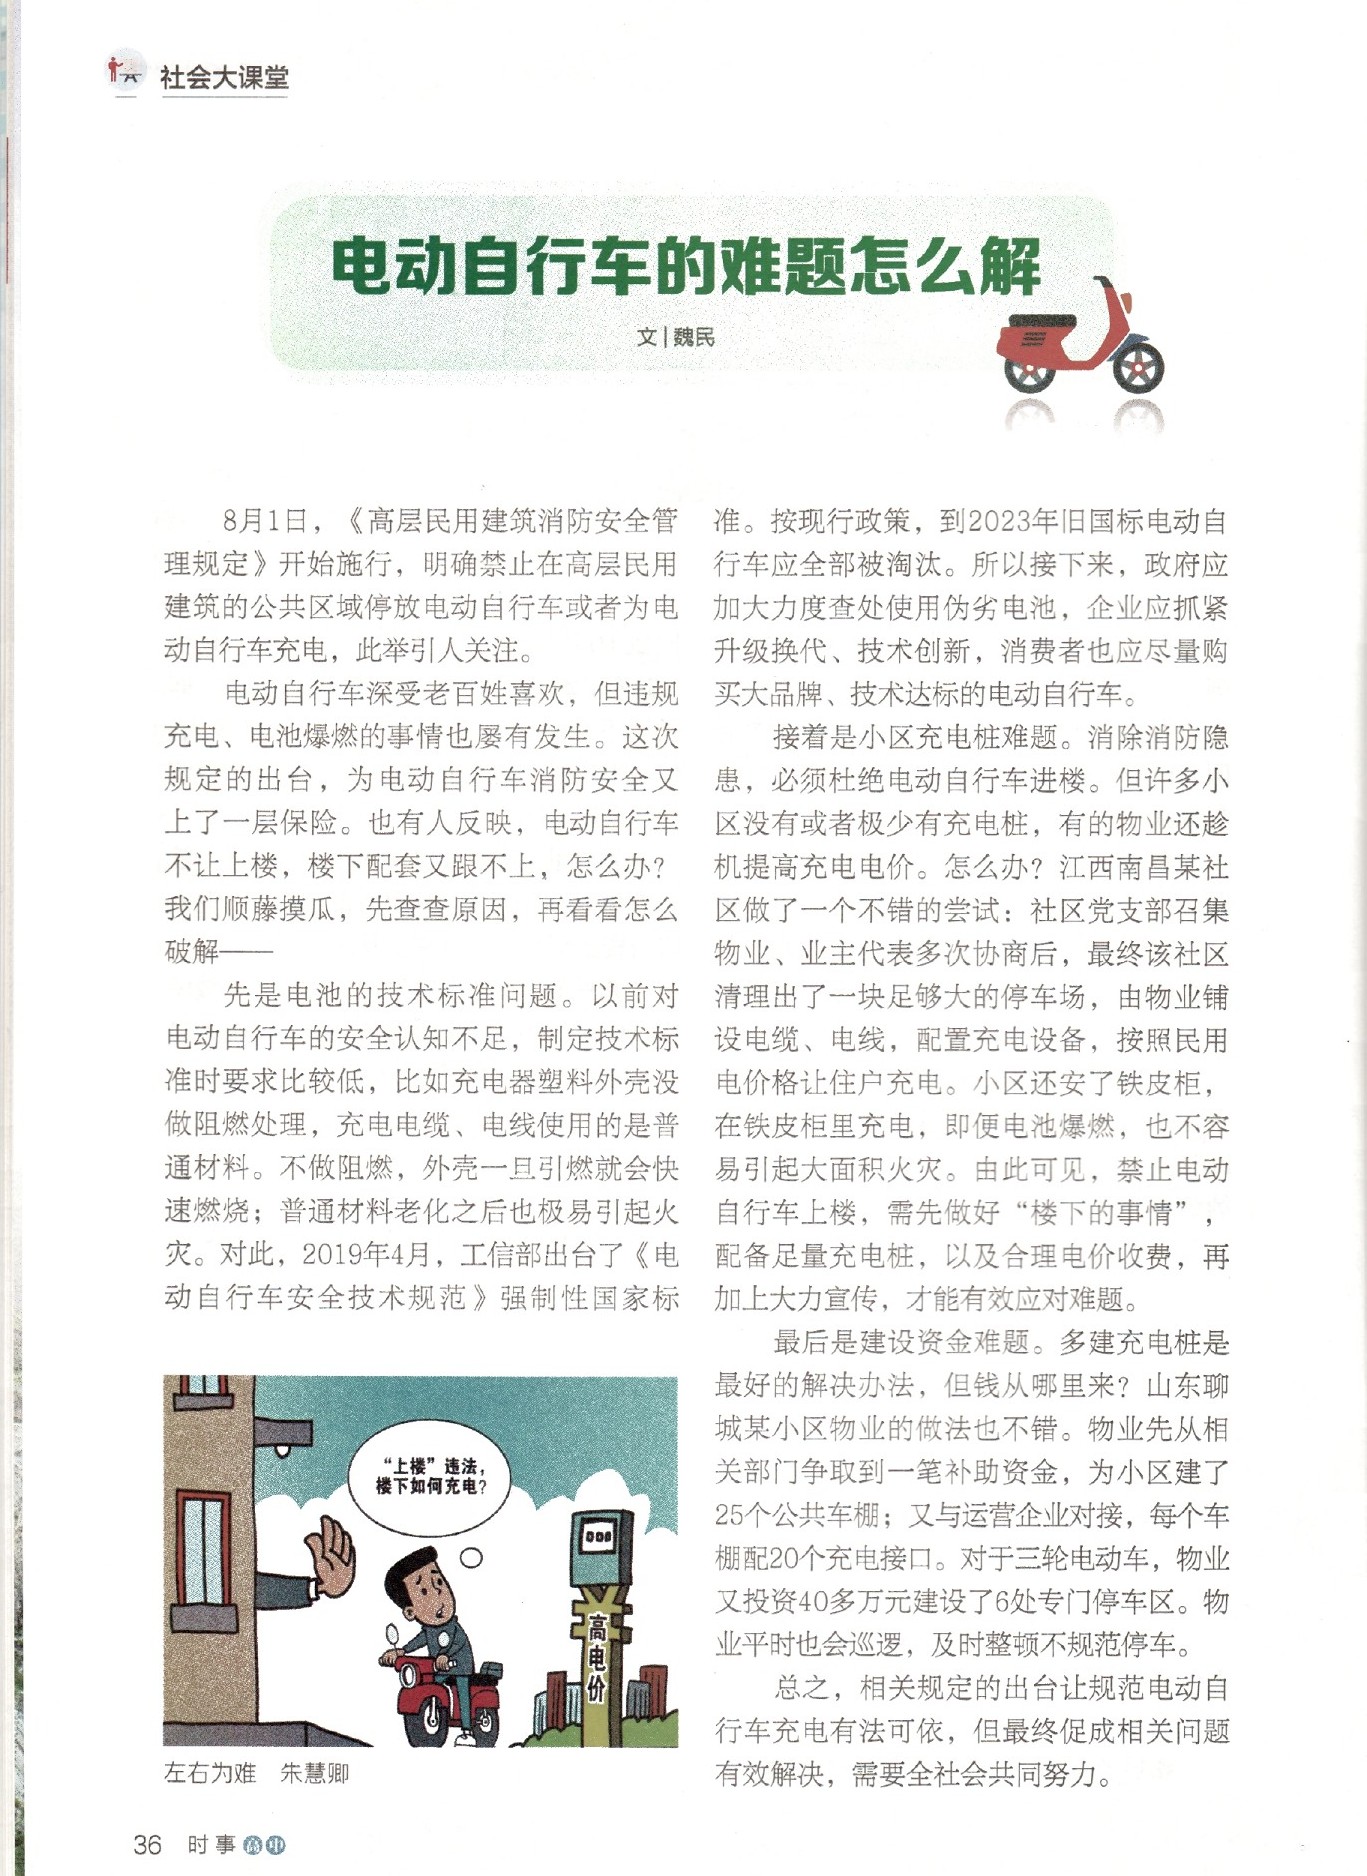 社会大课堂
电动自行车的难题怎么解
文|魏民
8月1日，《高层民用建筑消防安全管
理规定》开始施行，明确禁止在高层民用
建筑的公共区域停放电动自行车或者为电
动自行车充电，此举引人关注。
电动自行车深受老百姓喜欢，但违规
充电、电池爆燃的事情也屡有发生。这次
规定的出台，为电动自行车消防安全又
上了一层保险。也有人反映，电动自行车
不让上楼，楼下配套又跟不上，怎么办？
我们顺藤摸瓜，先查查原因，再看看怎么
破解——
先是电池的技术标准问题。以前对
电动自行车的安全认知不足，制定技术标
准时要求比较低，比如充电器塑料外壳没
做阻燃处理，充电电缆、电线使用的是普
通材料。不做阻燃，外壳一旦引燃就会快
速燃烧；普通材料老化之后也极易引起火
灾。对此，2019年4月，工信部出台了《电
动自行车安全技术规范》强制性国家标
“上楼”违法，
楼下如何充电？
高电价
左右为难 朱慧卿
准。按现行政策，到2023年旧国标电动自
行车应全部被淘汰。所以接下来，政府应
加大力度查处使用伪劣电池，企业应抓紧
升级换代、技术创新，消费者也应尽量购
买大品牌、技术达标的电动自行车。
接着是小区充电桩难题。消除消防隐
患，必须杜绝电动自行车进楼。但许多小
区没有或者极少有充电桩，有的物业还趁
机提高充电电价。怎么办？江西南昌某社
区做了一个不错的尝试：社区党支部召集
物业、业主代表多次协商后，最终该社区
清理出了一块足够大的停车场，由物业铺
设电缆、电线，配置充电设备，按照民用
电价格让住户充电。小区还安了铁皮柜，
在铁皮柜里充电，即便电池爆燃，也不容
易引起大面积火灾。由此可见，禁止电动
自行车上楼，需先做好“楼下的事情”，
配备足量充电桩，以及合理电价收费，再
加上大力宣传，才能有效应对难题。
最后是建设资金难题。多建充电桩是
最好的解决办法，但钱从哪里来？山东聊
城某小区物业的做法也不错。物业先从相
关部门争取到一笔补助资金，为小区建了
25个公共车棚；又与运营企业对接，每个车
棚配20个充电接口。对于三轮电动车，物业
又投资40多万元建设了6处专门停车区。物
业平时也会巡逻，及时整顿不规范停车。
总之，相关规定的出台让规范电动自
行车充电有法可依，但最终促成相关问题
有效解决，需要全社会共同努力。
36 时事高中